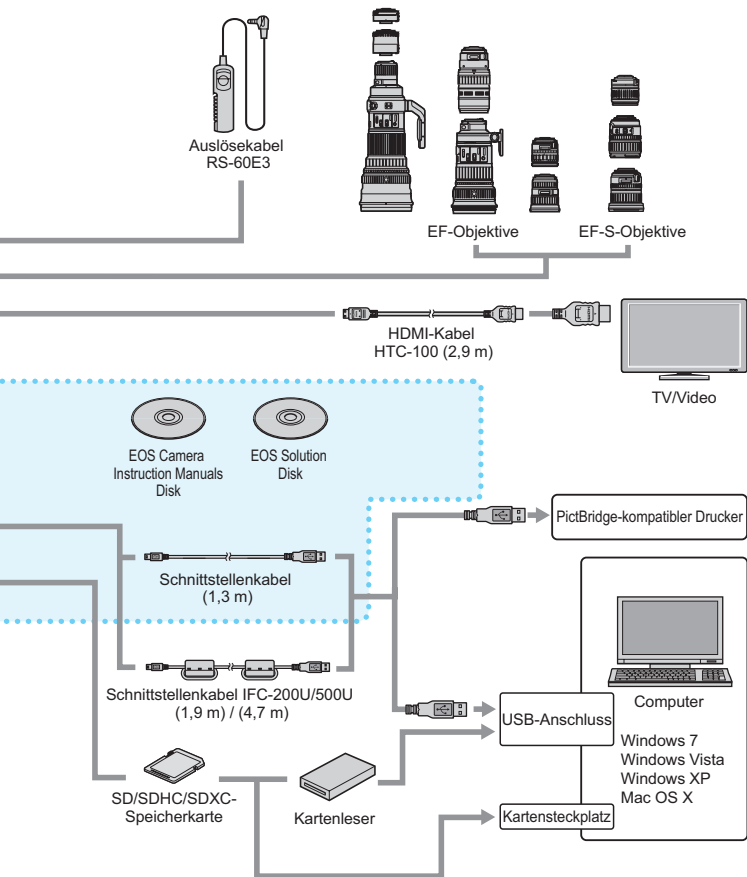 Auslösekabel
RS-60E3
EF-Objektive
EF-S-Objektive
HDMI-Kabel
HTC-100 (2,9 m)
TV/Video
EOS Camera
Instruction Manuals
Disk
EOS Solution
Disk
PictBridge-kompatibler Drucker
Schnittstellenkabel
(1,3 m)
Schnittstellenkabel IFC-200U/500U
(1,9 m) / (4,7 m)
USB-Anschluss
Computer
Windows 7
Windows Vista
Windows XP
Mac OS X
SD/SDHC/SDXC-
Speicherkarte
Kartenleser
Kartensteckplatz